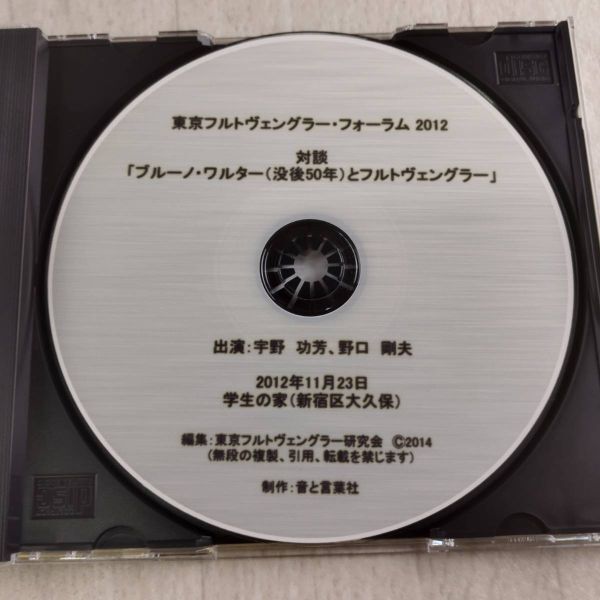 東京フルトヴェングラー・フォーラム 2012
対談
「ブルーノ・ワルター(没後50年)とフルトヴェングラー」
出演:宇野 功芳、野口 剛夫
2012年11月23日
学生の家(新宿区大久保)
編集:東京フルトヴェングラー研究会 Ⓒ2014
(無段の複製、引用、転載を禁じます)
制作:音と言葉社